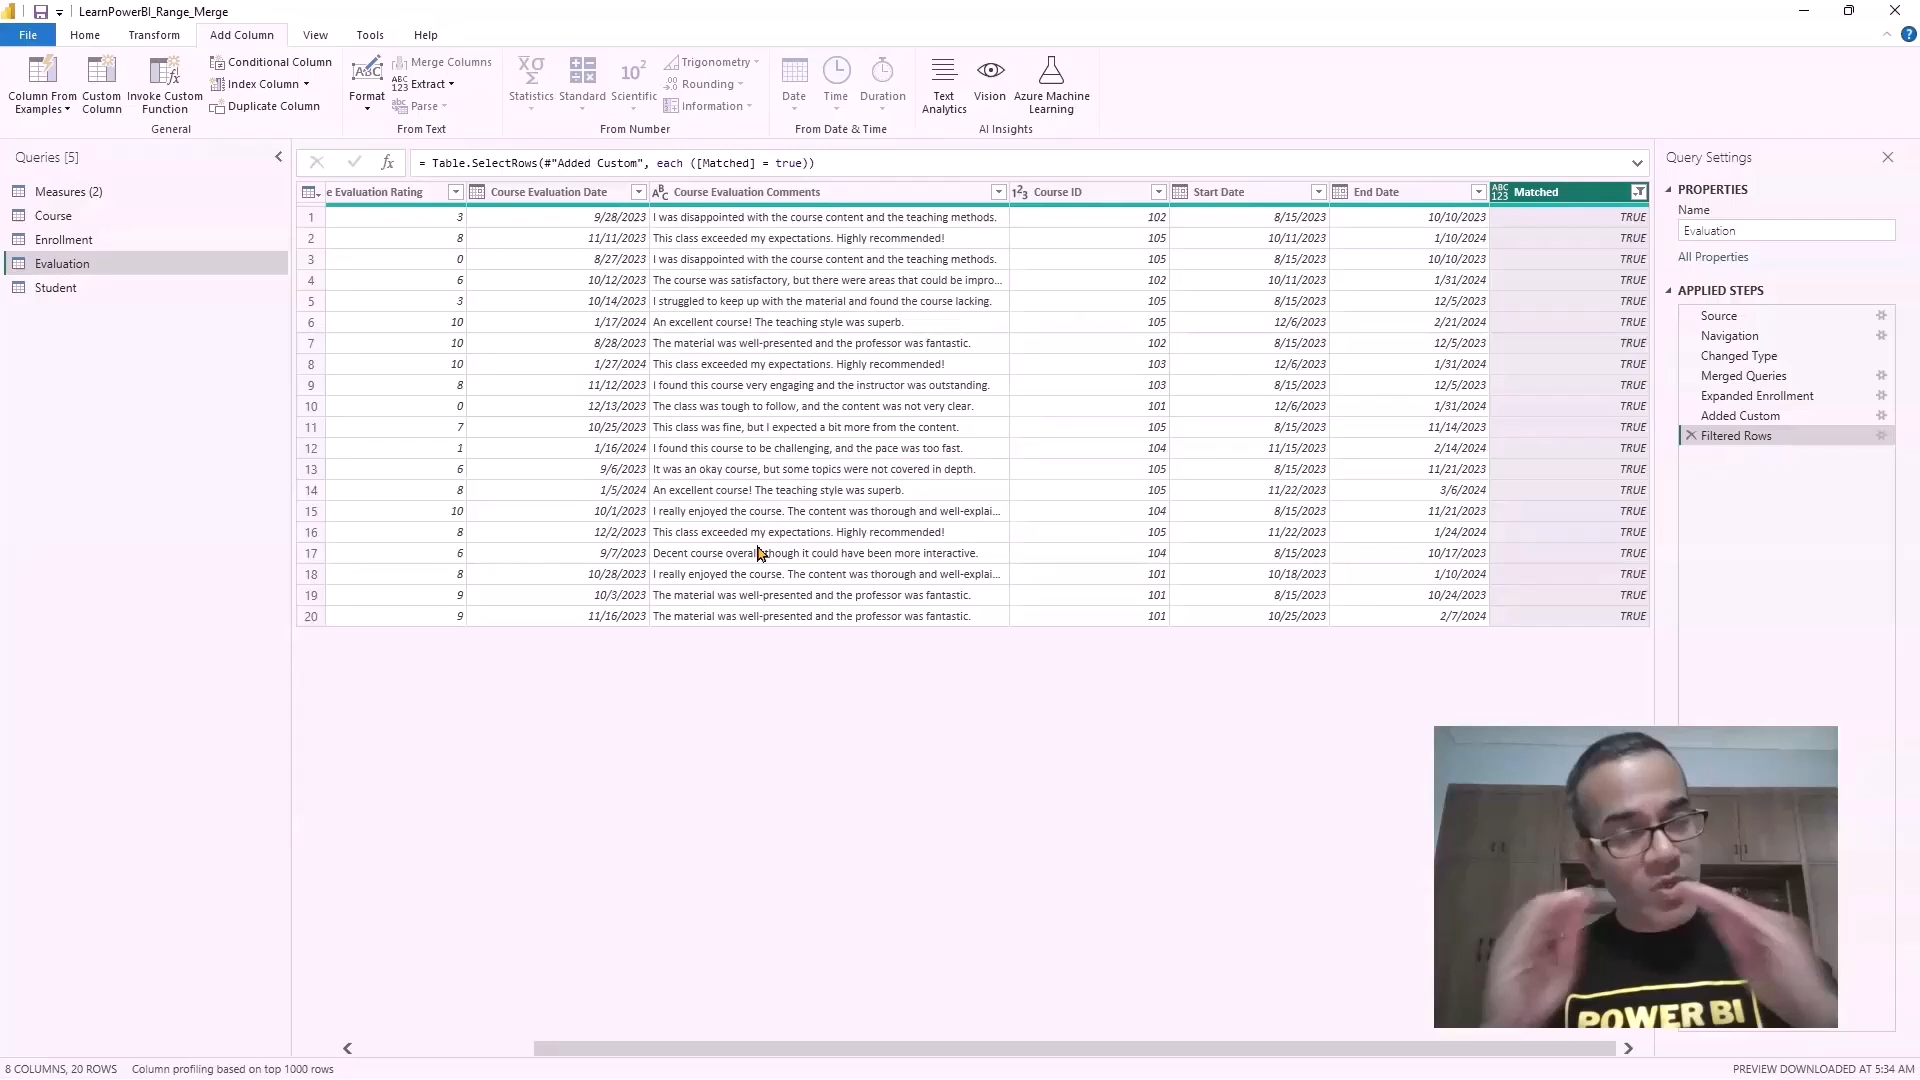 LearnPowerBI_Range_Merge
File Home Transform Add Column View Tools Help
Column From Examples
Custom Column
Invoke Custom Function
Conditional Column
Index Column
Duplicate Column
General
Format
Merge Columns
Extract
Parse
From Text
Statistics
Standard
Scientific
Trigonometry
Rounding
Information
From Number
Date
Time
Duration
From Date & Time
Text Analytics
Vision
Azure Machine Learning
AI Insights
Queries [5]
Measures (2)
Course
Enrollment
Evaluation
Student
fx = Table.SelectRows(#"Added Custom", each ([Matched] = true))
e Evaluation Rating Course Evaluation Date ABC Course Evaluation Comments 123 Course ID Start Date End Date ABC 123 Matched
1 3 9/28/2023 I was disappointed with the course content and the teaching methods. 102 8/15/2023 10/10/2023 TRUE
2 8 11/11/2023 This class exceeded my expectations. Highly recommended! 105 10/11/2023 1/10/2024 TRUE
3 0 8/27/2023 I was disappointed with the course content and the teaching methods. 105 8/15/2023 10/10/2023 TRUE
4 6 10/12/2023 The course was satisfactory, but there were areas that could be impro... 102 10/11/2023 1/31/2024 TRUE
5 3 10/14/2023 I struggled to keep up with the material and found the course lacking. 105 8/15/2023 12/5/2023 TRUE
6 10 1/17/2024 An excellent course! The teaching style was superb. 105 12/6/2023 2/21/2024 TRUE
7 10 8/28/2023 The material was well-presented and the professor was fantastic. 102 8/15/2023 12/5/2023 TRUE
8 10 1/27/2024 This class exceeded my expectations. Highly recommended! 103 12/6/2023 1/31/2024 TRUE
9 8 11/12/2023 I found this course very engaging and the instructor was outstanding. 103 8/15/2023 12/5/2023 TRUE
10 0 12/13/2023 The class was tough to follow, and the content was not very clear. 101 12/6/2023 1/31/2024 TRUE
11 7 10/25/2023 This class was fine, but I expected a bit more from the content. 105 8/15/2023 11/14/2023 TRUE
12 1 1/16/2024 I found this course to be challenging, and the pace was too fast. 104 11/15/2023 2/14/2024 TRUE
13 6 9/6/2023 It was an okay course, but some topics were not covered in depth. 105 8/15/2023 11/21/2023 TRUE
14 8 1/5/2024 An excellent course! The teaching style was superb. 105 11/22/2023 3/6/2024 TRUE
15 10 10/1/2023 I really enjoyed the course. The content was thorough and well-explai... 104 8/15/2023 11/21/2023 TRUE
16 8 12/2/2023 This class exceeded my expectations. Highly recommended! 105 11/22/2023 1/24/2024 TRUE
17 6 9/7/2023 Decent course overall though it could have been more interactive. 104 8/15/2023 10/17/2023 TRUE
18 8 10/28/2023 I really enjoyed the course. The content was thorough and well-explai... 101 10/18/2023 1/10/2024 TRUE
19 9 10/3/2023 The material was well-presented and the professor was fantastic. 101 8/15/2023 10/24/2023 TRUE
20 9 11/16/2023 The material was well-presented and the professor was fantastic. 101 10/25/2023 2/7/2024 TRUE
Query Settings
PROPERTIES
Name
Evaluation
All Properties
APPLIED STEPS
Source
Navigation
Changed Type
Merged Queries
Expanded Enrollment
Added Custom
Filtered Rows
POWER BI
8 COLUMNS, 20 ROWS Column profiling based on top 1000 rows PREVIEW DOWNLOADED AT 5:34 AM